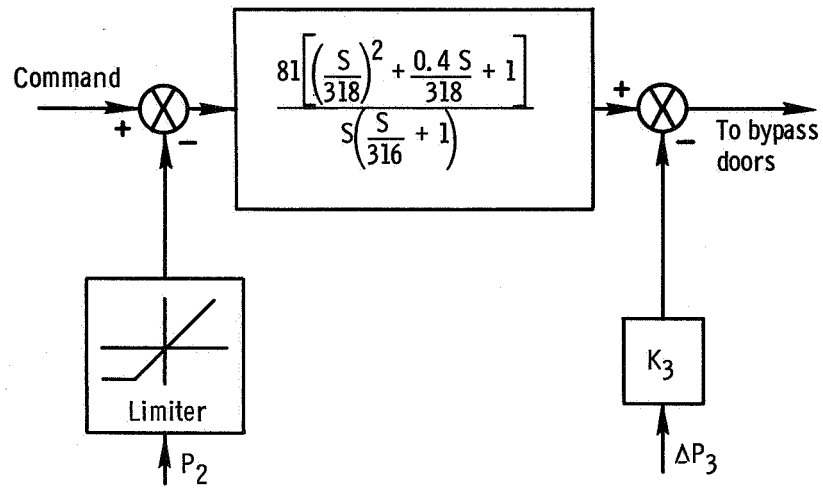 Command
+
−
81[(S/318)² + 0.4 S/318 + 1]
S(S/316 + 1)
+
−
To bypass
doors
Limiter
P₂
K₃
ΔP₃